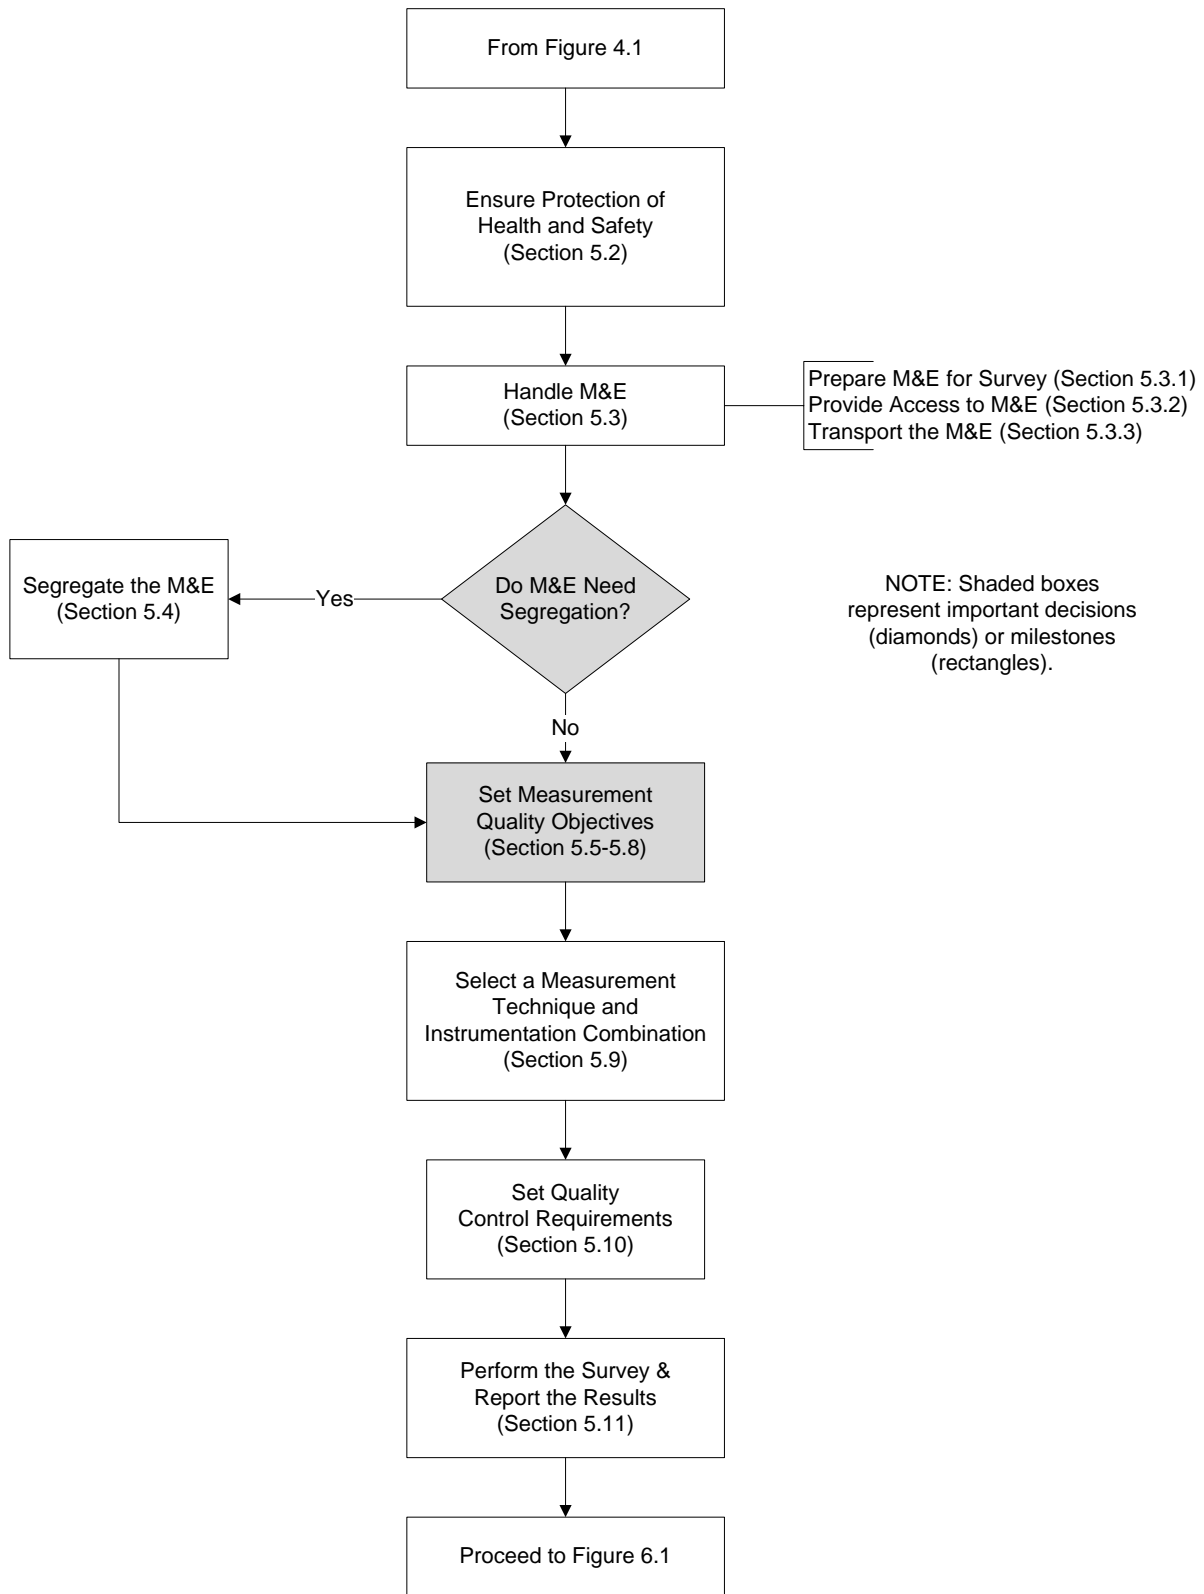 From Figure 4.1
Ensure Protection of
Health and Safety
(Section 5.2)
Handle M&E
(Section 5.3)
Prepare M&E for Survey (Section 5.3.1)
Provide Access to M&E (Section 5.3.2)
Transport the M&E (Section 5.3.3)
Do M&E Need
Segregation?
Yes
Segregate the M&E
(Section 5.4)
NOTE: Shaded boxes
represent important decisions
(diamonds) or milestones
(rectangles).
No
Set Measurement
Quality Objectives
(Section 5.5-5.8)
Select a Measurement
Technique and
Instrumentation Combination
(Section 5.9)
Set Quality
Control Requirements
(Section 5.10)
Perform the Survey &
Report the Results
(Section 5.11)
Proceed to Figure 6.1